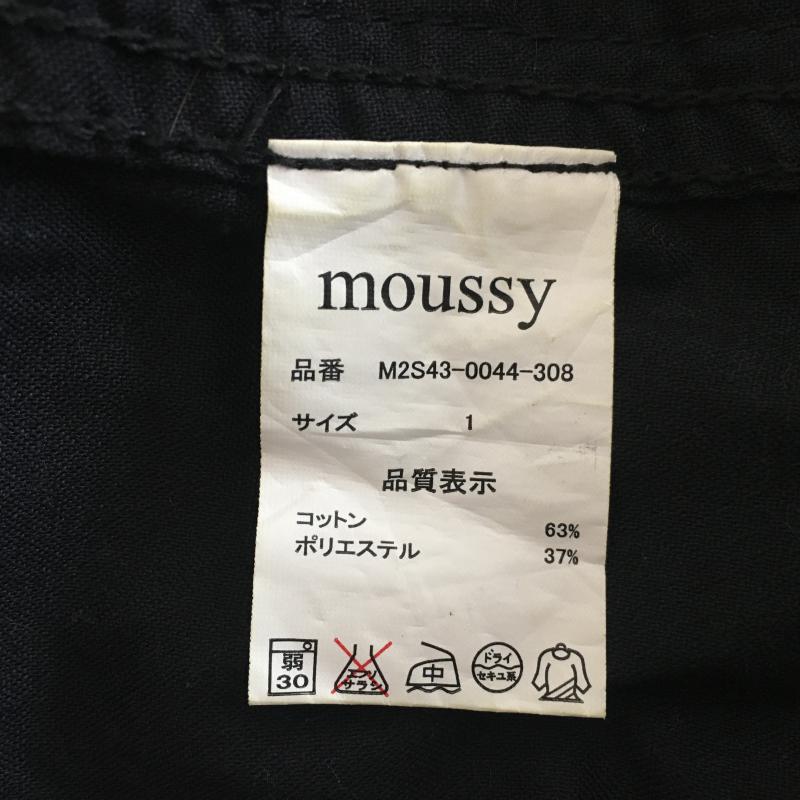 moussy
品番 M2S43-0044-308
サイズ 1
品質表示
コットン 63%
ポリエステル 37%
弱
30
エンソ
サラシ
中
ドライ
セキユ系